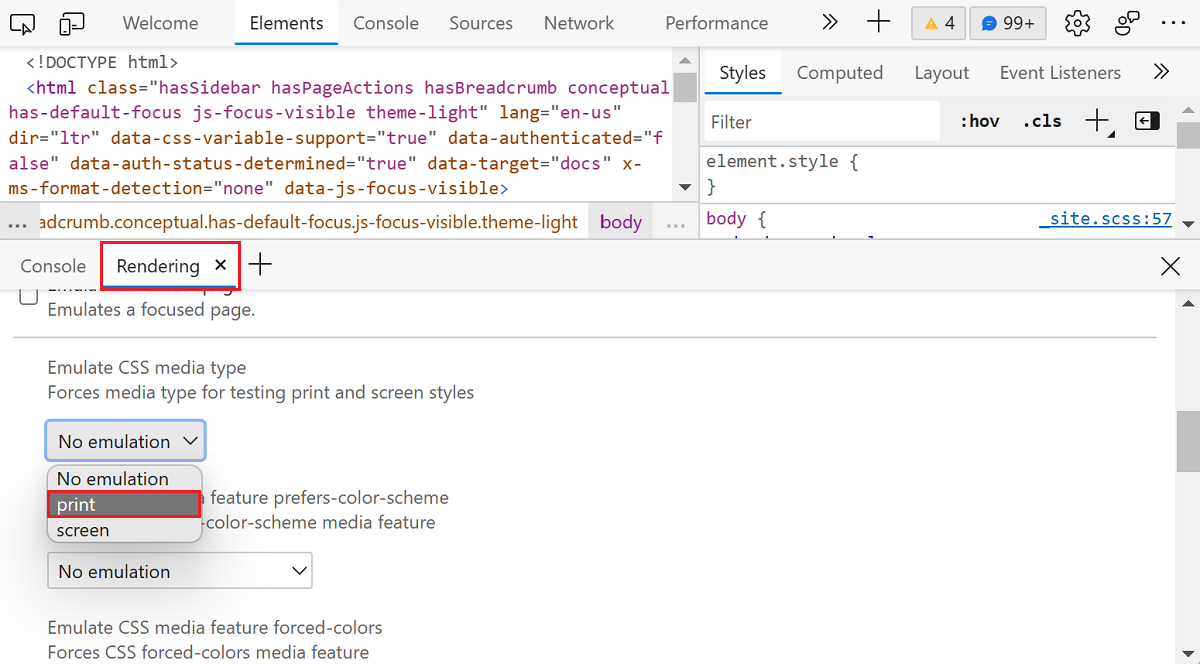 Welcome Elements Console Sources Network Performance 4 99+
<!DOCTYPE html>
<html class="hasSidebar hasPageActions hasBreadcrumb conceptual
has-default-focus js-focus-visible theme-light" lang="en-us"
dir="ltr" data-css-variable-support="true" data-authenticated="f
alse" data-auth-status-determined="true" data-target="docs" x-
ms-format-detection="none" data-js-focus-visible>
... adcrumb.conceptual.has-default-focus.js-focus-visible.theme-light body ...
Styles Computed Layout Event Listeners
Filter :hov .cls
element.style {
}
body { _site.scss:57
Console Rendering
Emulates a focused page.
Emulate CSS media type
Forces media type for testing print and screen styles
No emulation
No emulation
print
screen
a feature prefers-color-scheme
-color-scheme media feature
No emulation
Emulate CSS media feature forced-colors
Forces CSS forced-colors media feature